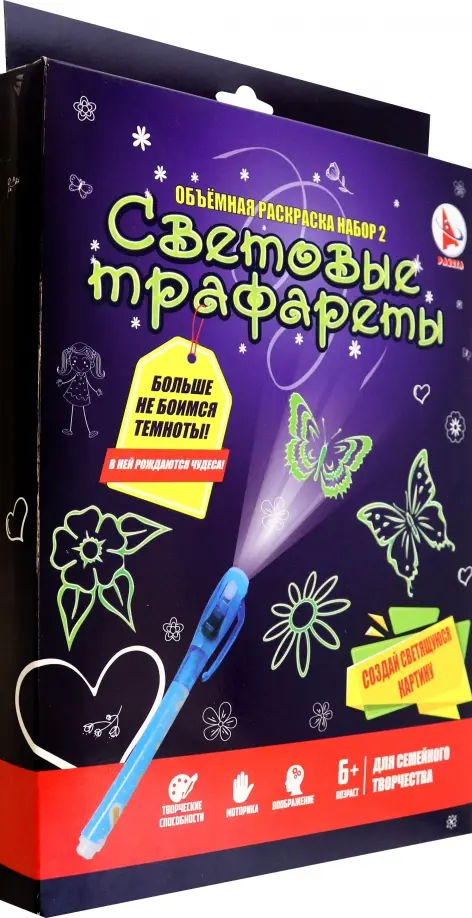 ОБЪЁМНАЯ РАСКРАСКА НАБОР 2
Световые
трафареты
РАКЕТА
БОЛЬШЕ
НЕ БОИМСЯ
ТЕМНОТЫ!
В НЕЙ РОЖДАЮТСЯ ЧУДЕСА!
СОЗДАЙ СВЕТЯЩУЮСЯ
КАРТИНУ
ТВОРЧЕСКИЕ
СПОСОБНОСТИ
МОТОРИКА
ВООБРАЖЕНИЕ
6+
ВОЗРАСТ
ДЛЯ СЕМЕЙНОГО
ТВОРЧЕСТВА